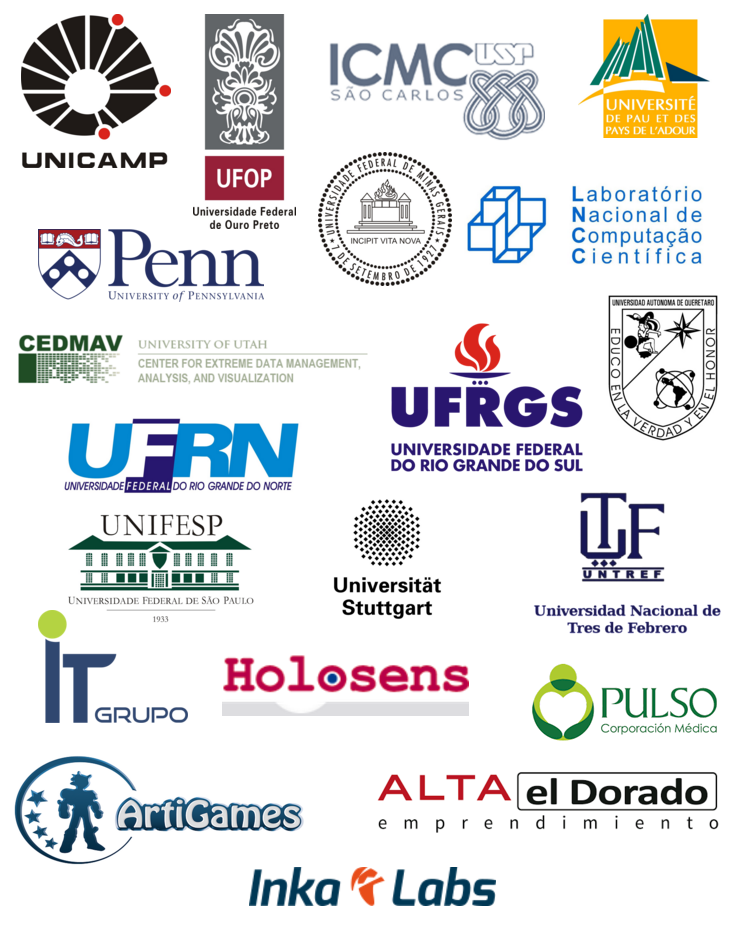 UNICAMP
UFOP
Universidade Federal
de Ouro Preto
ICMC USP
SÃO CARLOS
UNIVERSITÉ
DE PAU ET DES
PAYS DE L'ADOUR
UNIVERSIDADE FEDERAL DE MINAS GERAIS
INCIPIT VITA NOVA
7 DE SETEMBRO DE 1927
Laboratório
Nacional de
Computação
Científica
Penn
UNIVERSITY of PENNSYLVANIA
CEDMAV
UNIVERSITY OF UTAH
CENTER FOR EXTREME DATA MANAGEMENT,
ANALYSIS, AND VISUALIZATION
UFRGS
UNIVERSIDADE FEDERAL
DO RIO GRANDE DO SUL
UNIVERSIDAD AUTONOMA DE QUERETARO
EDUCO EN LA VERDAD Y EN EL HONOR
UFRN
UNIVERSIDADE FEDERAL DO RIO GRANDE DO NORTE
UNIFESP
UNIVERSIDADE FEDERAL DE SÃO PAULO
1933
Universität
Stuttgart
UNTREF
Universidad Nacional de
Tres de Febrero
iT GRUPO
Holosens
PULSO
Corporación Médica
ArtiGames
ALTA el Dorado
emprendimiento
Inka Labs